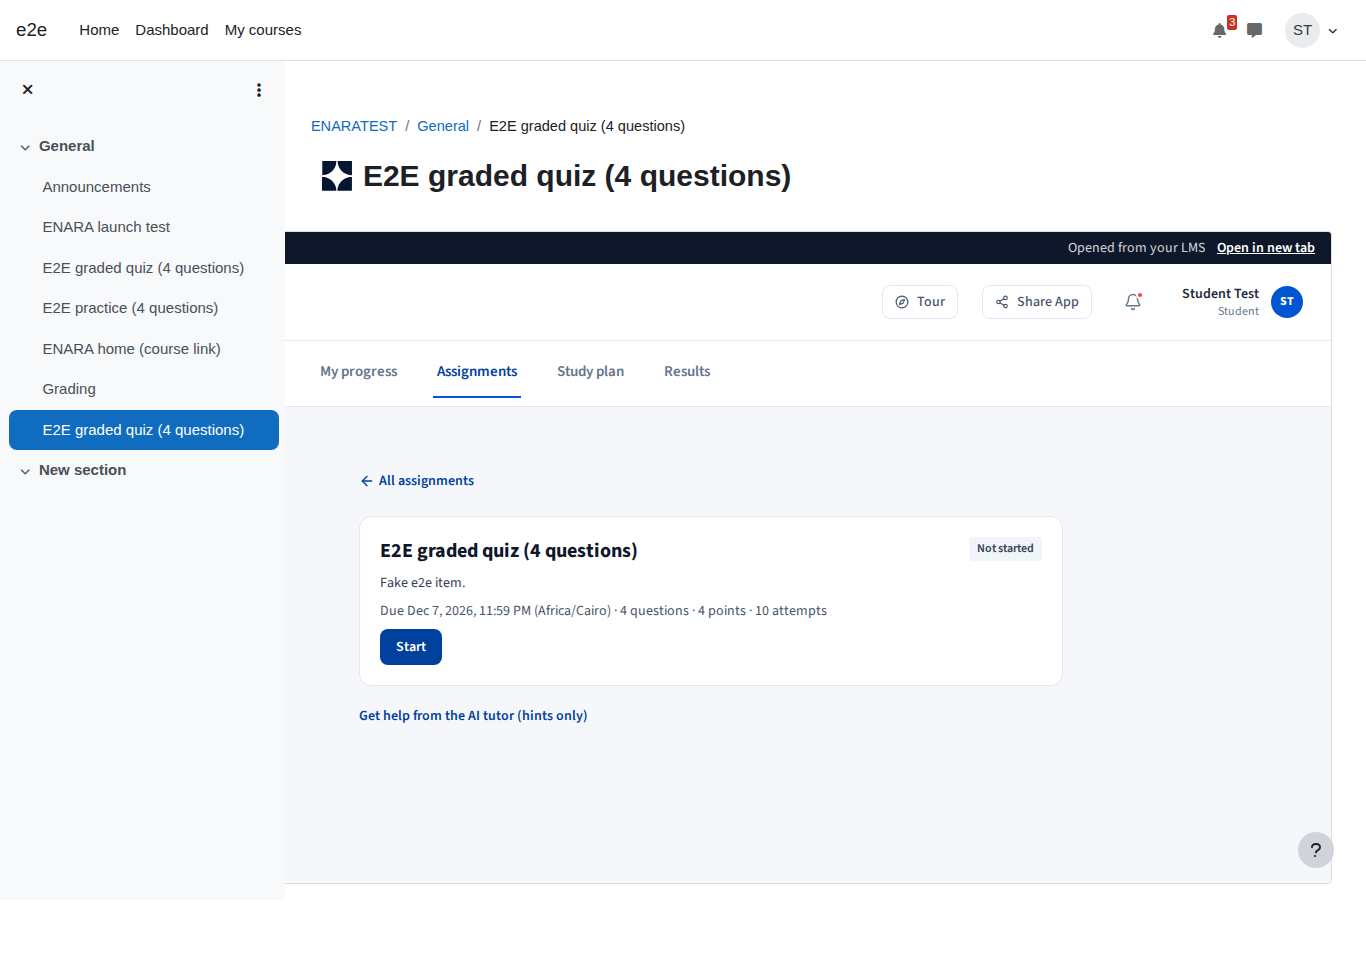 e2e Home Dashboard My courses 3 ST
General
Announcements
ENARA launch test
E2E graded quiz (4 questions)
E2E practice (4 questions)
ENARA home (course link)
Grading
E2E graded quiz (4 questions)
New section
ENARATEST / General / E2E graded quiz (4 questions)
E2E graded quiz (4 questions)
Opened from your LMS Open in new tab
Tour Share App Student Test ST
Student
My progress Assignments Study plan Results
All assignments
E2E graded quiz (4 questions) Not started
Fake e2e item.
Due Dec 7, 2026, 11:59 PM (Africa/Cairo) · 4 questions · 4 points · 10 attempts
Start
Get help from the AI tutor (hints only)
?